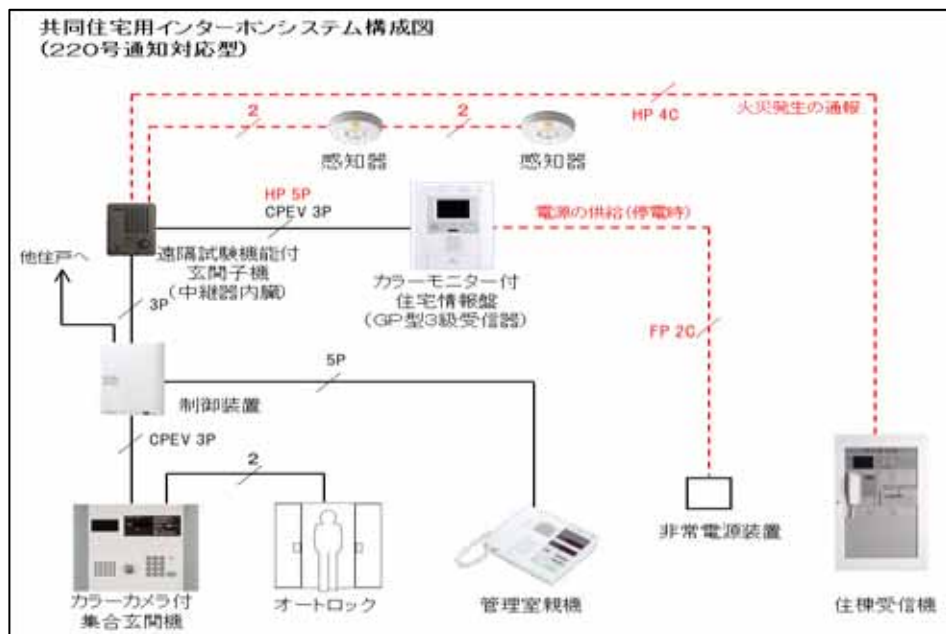 共同住宅用インターホンシステム構成図
(220号通知対応型)
HP 4C
火災発生の通報
2
2
感知器
感知器
HP 5P
CPEV 3P
電源の供給(停電時)
他住戸へ
遠隔試験機能付
玄関子機
(中継器内臓)
カラーモニター付
住宅情報盤
(GP型3級受信器)
3P
FP 2C
5P
制御装置
CPEV 3P
2
非常電源装置
カラーカメラ付
集合玄関機
オートロック
管理室親機
住棟受信機